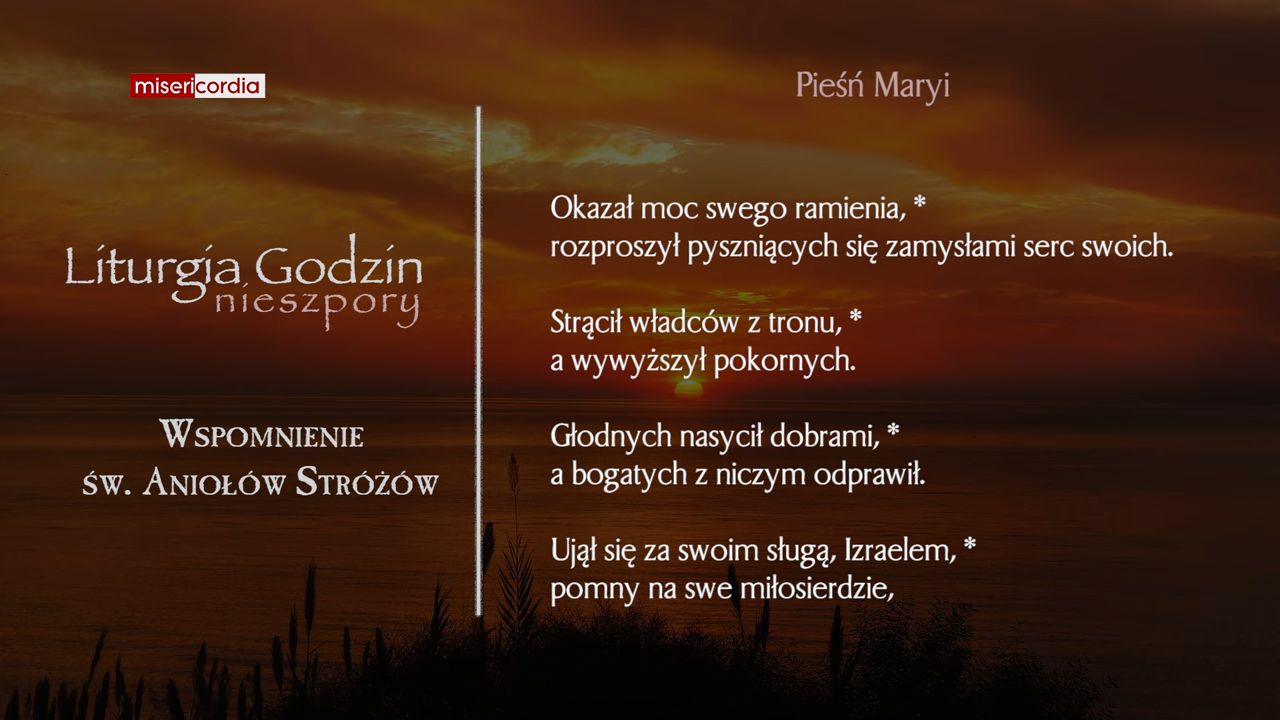 misericordia
Liturgia Godzin
nieszpory
Wspomnienie
św. Aniołów Stróżów
Pieśń Maryi
Okazał moc swego ramienia, *
rozproszył pyszniących się zamysłami serc swoich.
Strącił władców z tronu, *
a wywyższył pokornych.
Głodnych nasycił dobrami, *
a bogatych z niczym odprawił.
Ujął się za swoim sługą, Izraelem, *
pomny na swe miłosierdzie,